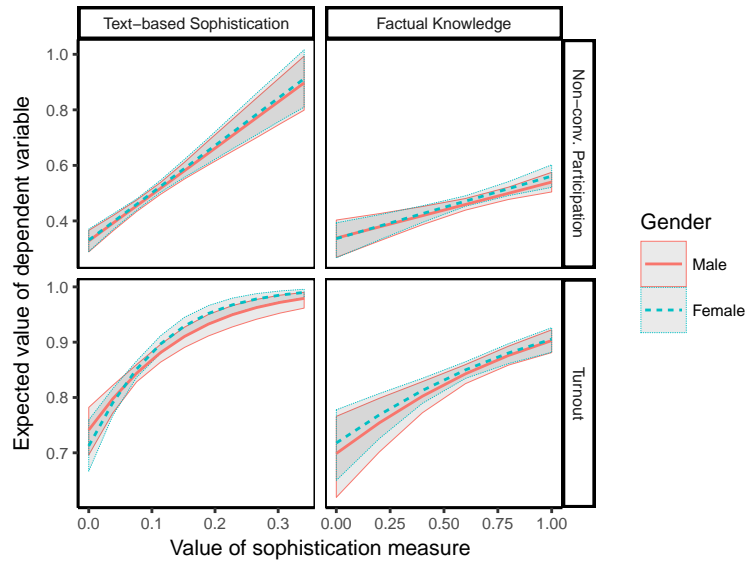 Text−based Sophistication
Factual Knowledge
Expected value of dependent variable
1.0
0.8
0.6
0.4
Non−conv. Participation
1.0
0.9
0.8
0.7
Turnout
0.0 0.1 0.2 0.3
0.00 0.25 0.50 0.75 1.00
Value of sophistication measure
Gender
Male
Female